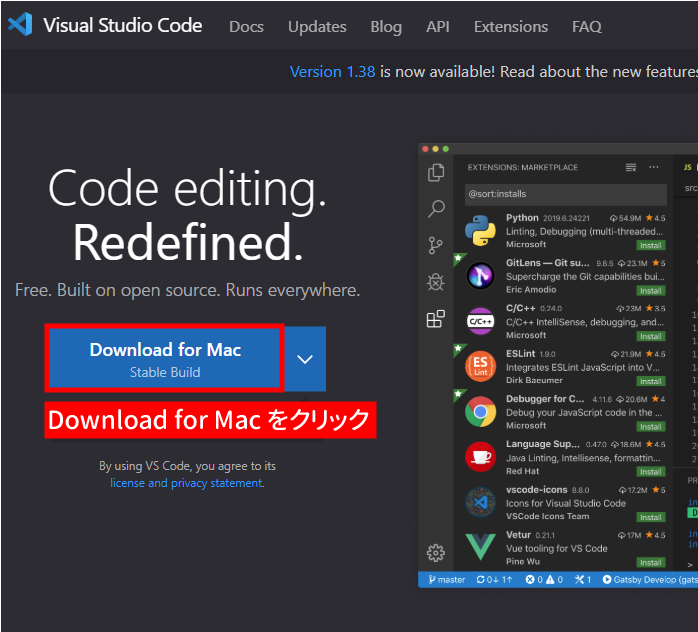 Visual Studio Code Docs Updates Blog API Extensions FAQ
Version 1.38 is now available! Read about the new features
Code editing.
Redefined.
Free. Built on open source. Runs everywhere.
Download for Mac
Stable Build
Download for Mac をクリック
By using VS Code, you agree to its
license and privacy statement.
EXTENSIONS: MARKETPLACE
@sort:installs
Python 2019.6.24221 54.9M ★ 4.5
Linting, Debugging (multi-threaded...
Microsoft Install
GitLens — Git su... 9.8.5 23.1M ★ 5
Supercharge the Git capabilities bui...
Eric Amodio Install
C/C++ 0.24.0 23M ★ 3.5
C/C++ IntelliSense, debugging, and...
Microsoft Install
ESLint 1.9.0 21.9M ★ 4.5
Integrates ESLint JavaScript into V...
Dirk Baeumer Install
Debugger for C... 4.11.6 20.6M ★ 4
Debug your JavaScript code in the ...
Microsoft Install
Language Sup... 0.47.0 18.6M ★ 4.5
Java Linting, Intellisense, formattin...
Red Hat Install
vscode-icons 8.8.0 17.2M ★ 5
Icons for Visual Studio Code
VSCode Icons Team Install
Vetur 0.21.1 17M ★ 4.5
Vue tooling for VS Code
Pine Wu Install
C/C++
ES
Lint
JS
src
master 0↓ 1↑ 0 0 1 Gatsby Develop (gats